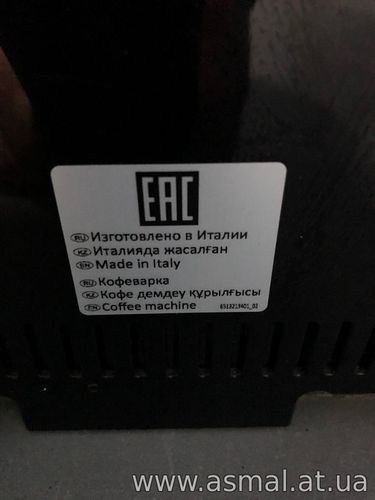 EAC
RU Изготовлено в Италии
KZ Италияда жасалған
EN Made in Italy
RU Кофеварка
KZ Кофе демдеу құрылғысы
EN Coffee machine 6513213401_02
www.asmal.at.ua